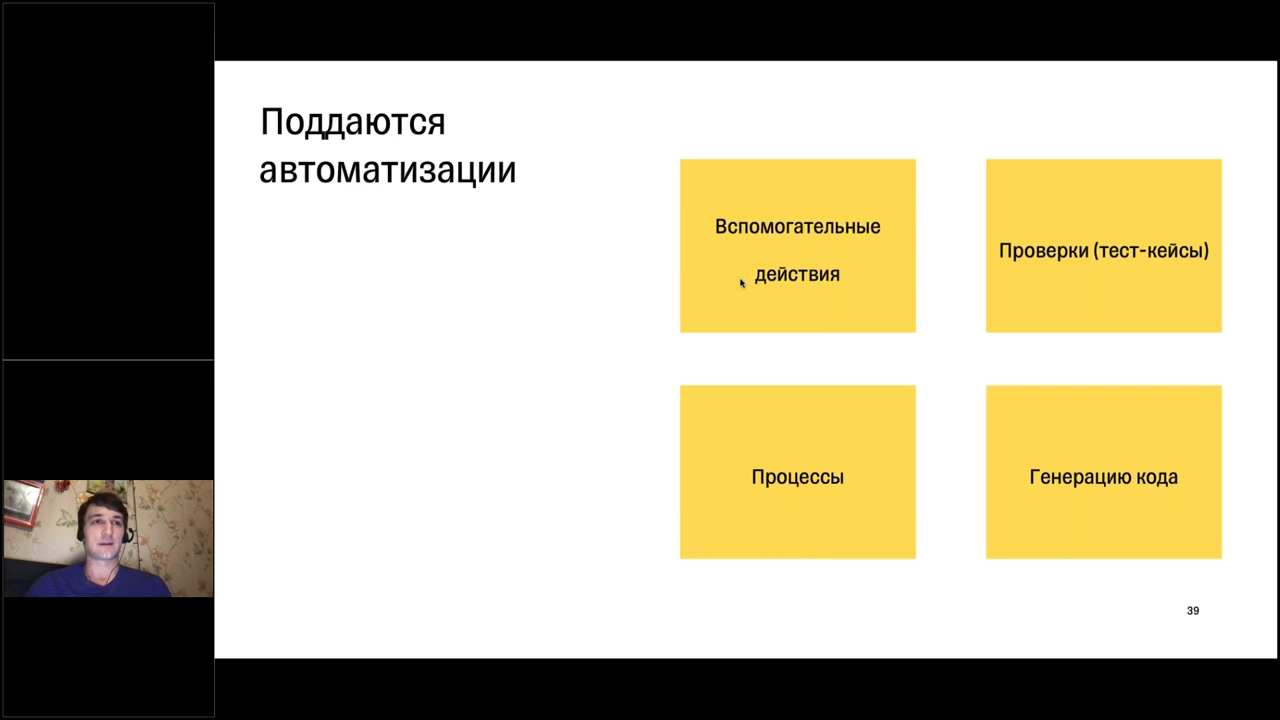 Поддаются
автоматизации
Вспомогательные
действия
Проверки (тест-кейсы)
Процессы
Генерацию кода
39